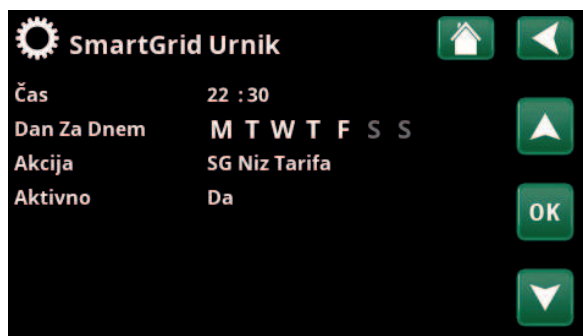 SmartGrid Urnik
Čas 22 :30
Dan Za Dnem M T W T F S S
Akcija SG Niz Tarifa
Aktivno Da
OK